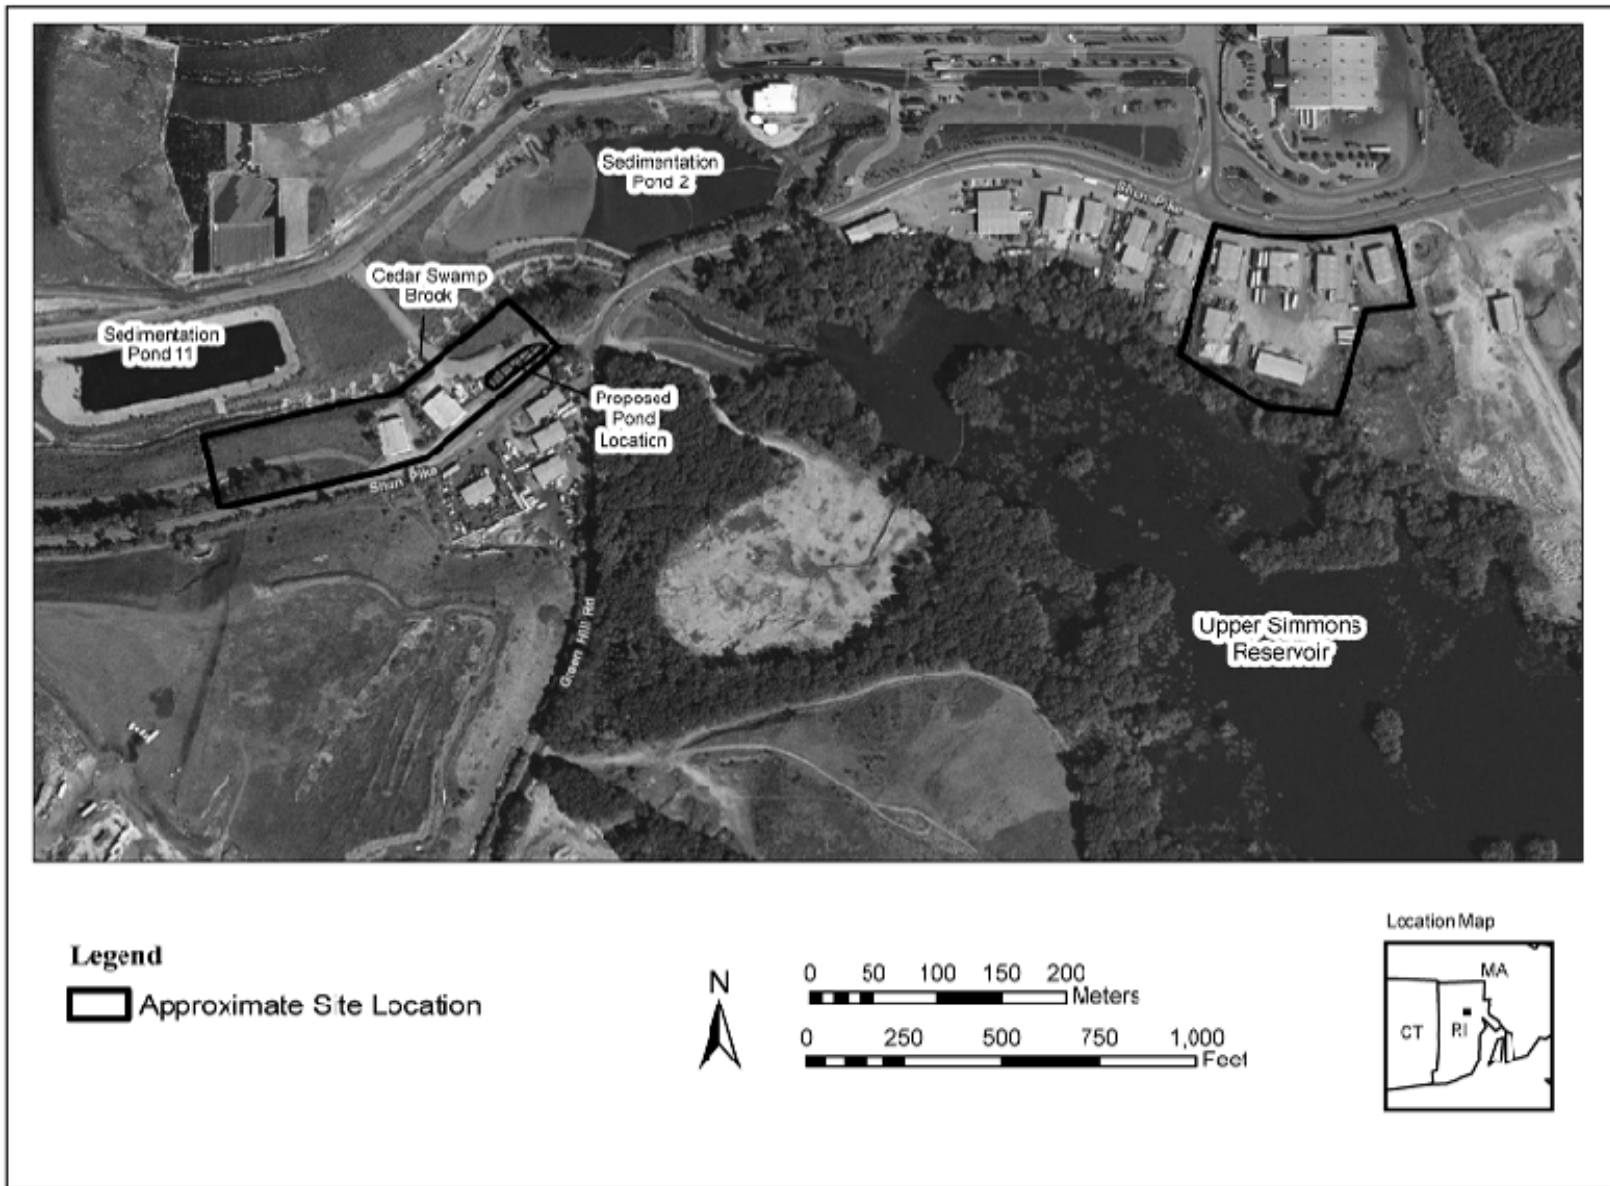 Sedimentation
Pond 2
Shun Pike
Cedar Swamp
Brook
Sedimentation
Pond 11
Proposed
Pond
Location
Shun Pike
Green Mill Rd
Upper Simmons
Reservoir
Legend
Approximate Site Location
N
0 50 100 150 200
Meters
0 250 500 750 1,000
Feet
Location Map
MA
CT
RI